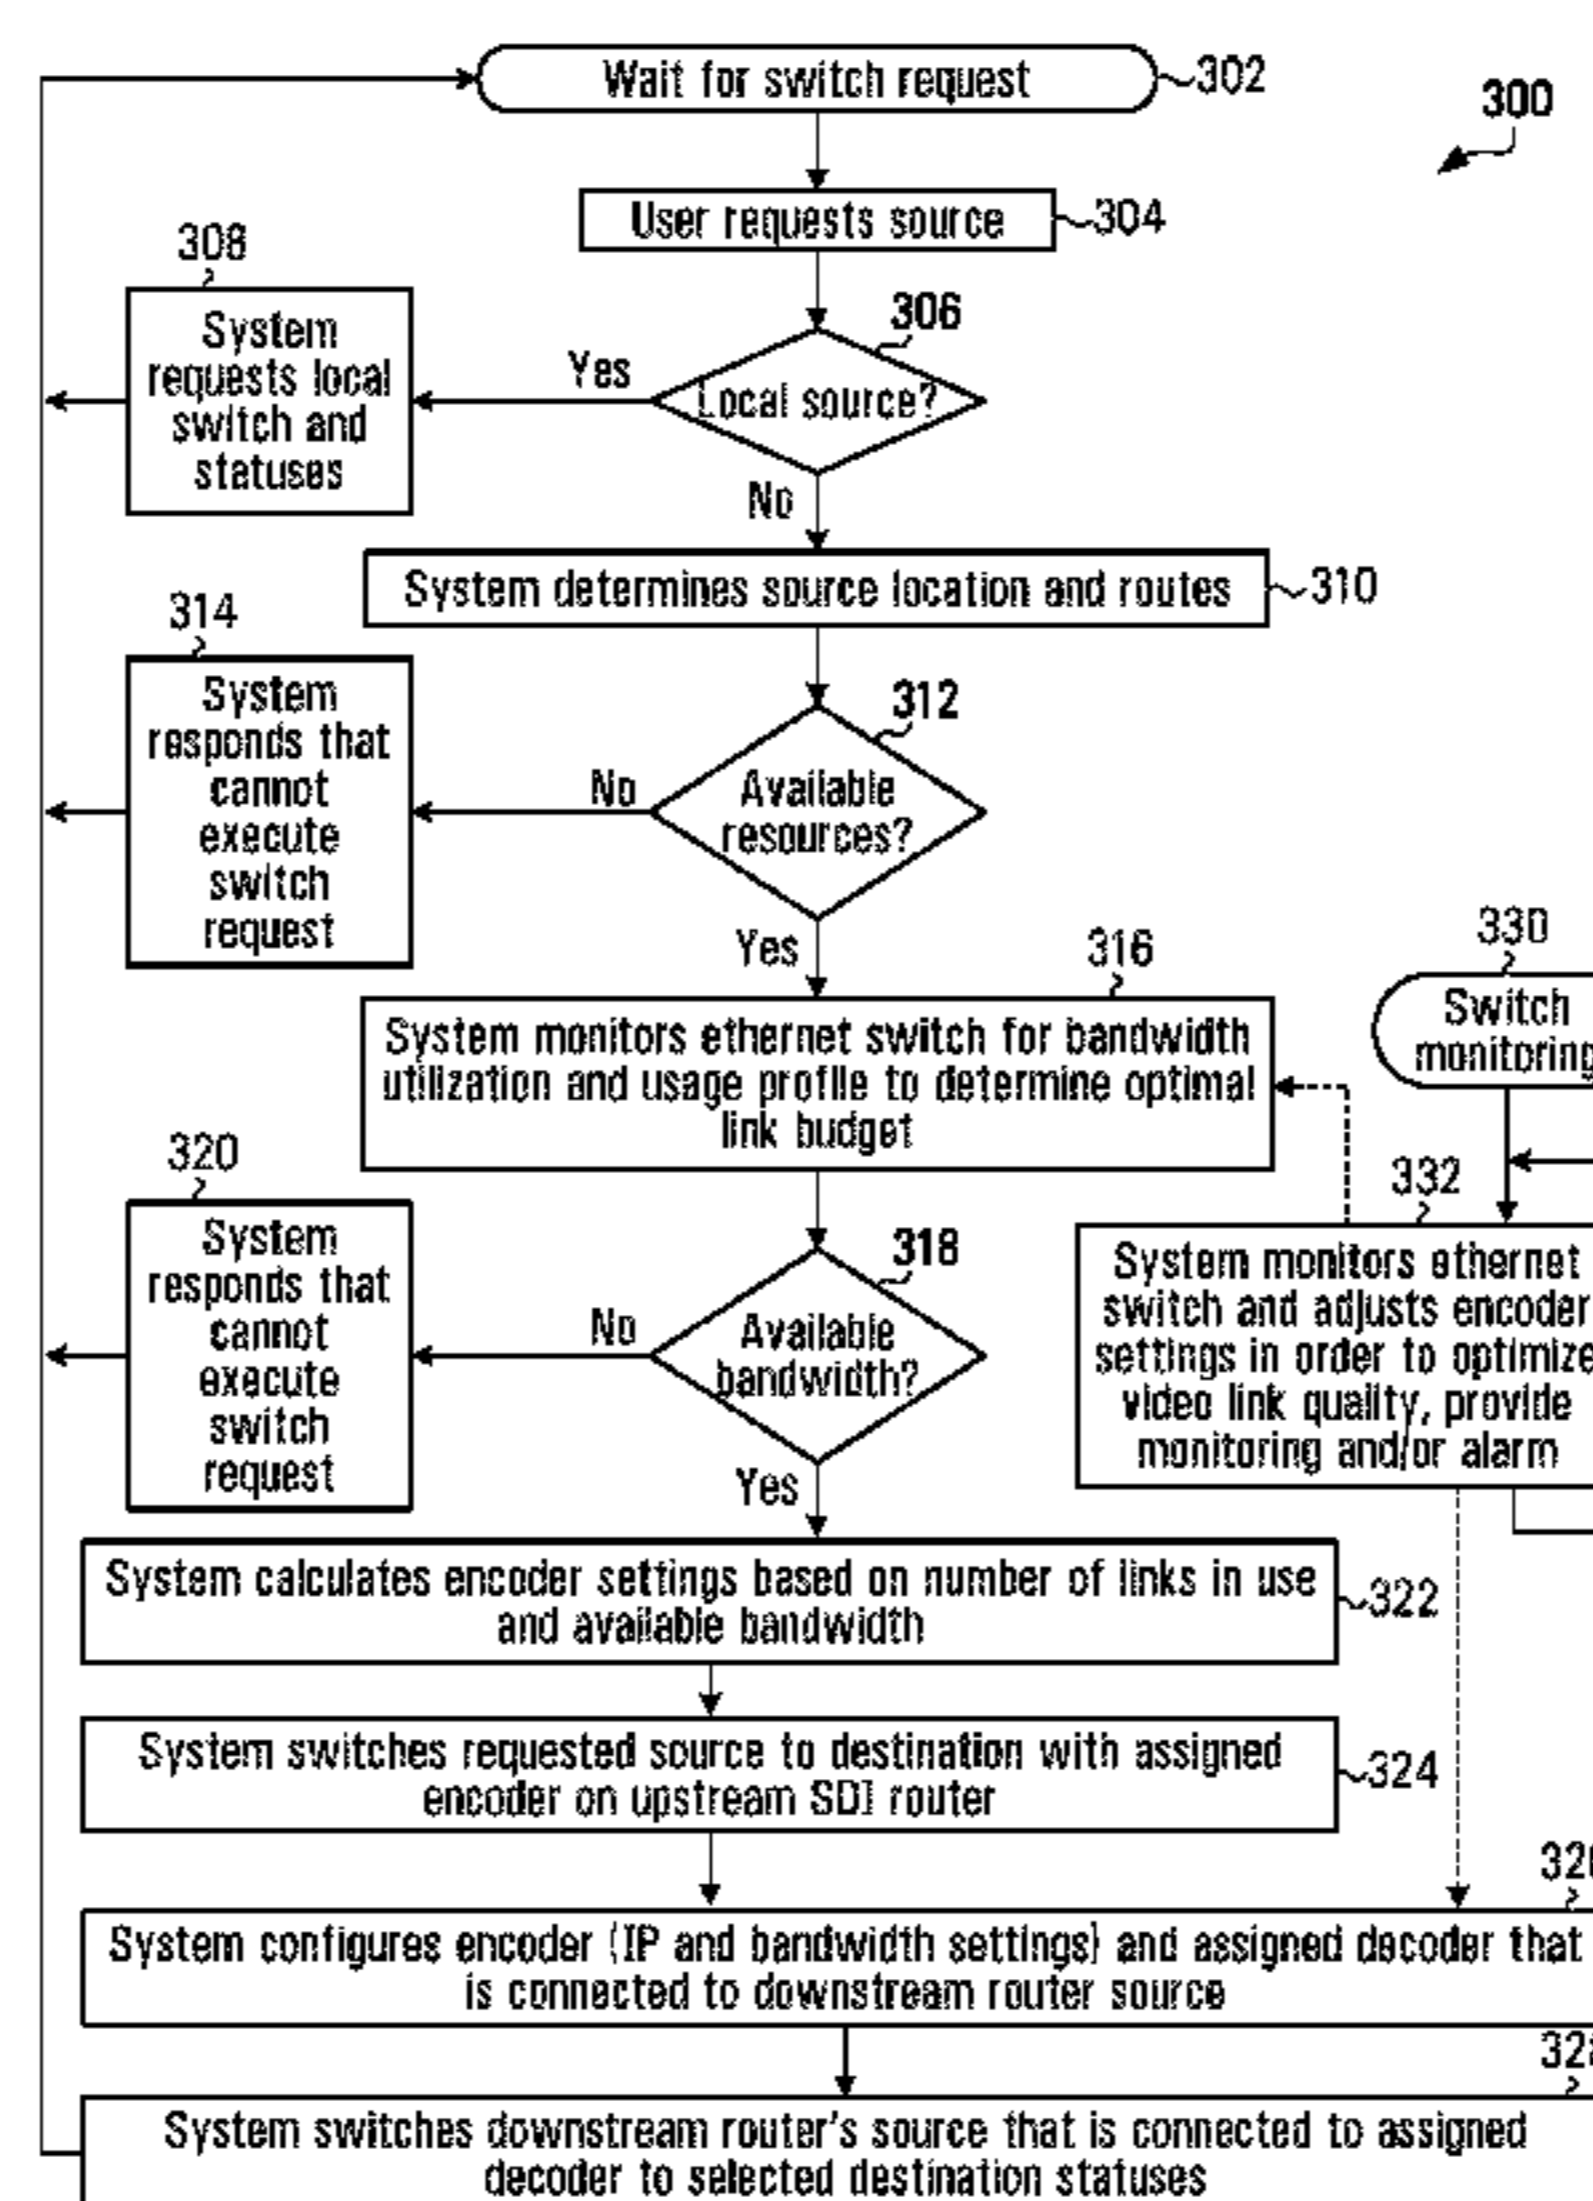 Wait for switch request
302
300
User requests source
304
308
System
requests local
switch and
statuses
306
Yes
Local source?
No
System determines source location and routes
310
314
System
responds that
cannot
execute
switch
request
312
No
Available
resources?
Yes
316
System monitors ethernet switch for bandwidth
utilization and usage profile to determine optimal
link budget
330
Switch
monitoring
320
System
responds that
cannot
execute
switch
request
318
No
Available
bandwidth?
Yes
332
System monitors ethernet
switch and adjusts encoder
settings in order to optimize
video link quality, provide
monitoring and/or alarm
System calculates encoder settings based on number of links in use
and available bandwidth
322
System switches requested source to destination with assigned
encoder on upstream SDI router
324
System configures encoder (IP and bandwidth settings) and assigned decoder that
is connected to downstream router source
System switches downstream router's source that is connected to assigned
decoder to selected destination statuses